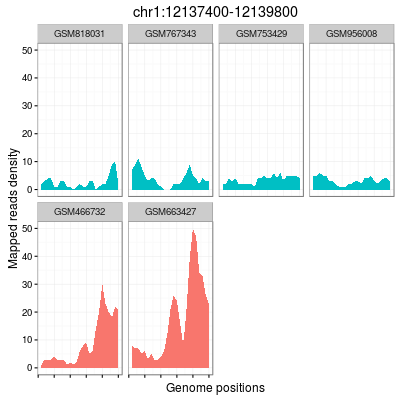 chr1:12137400-12139800
GSM818031 GSM767343 GSM753429 GSM956008
50
40
30
20
10
0
Mapped reads density
GSM466732 GSM663427
50
40
30
20
10
0
Genome positions